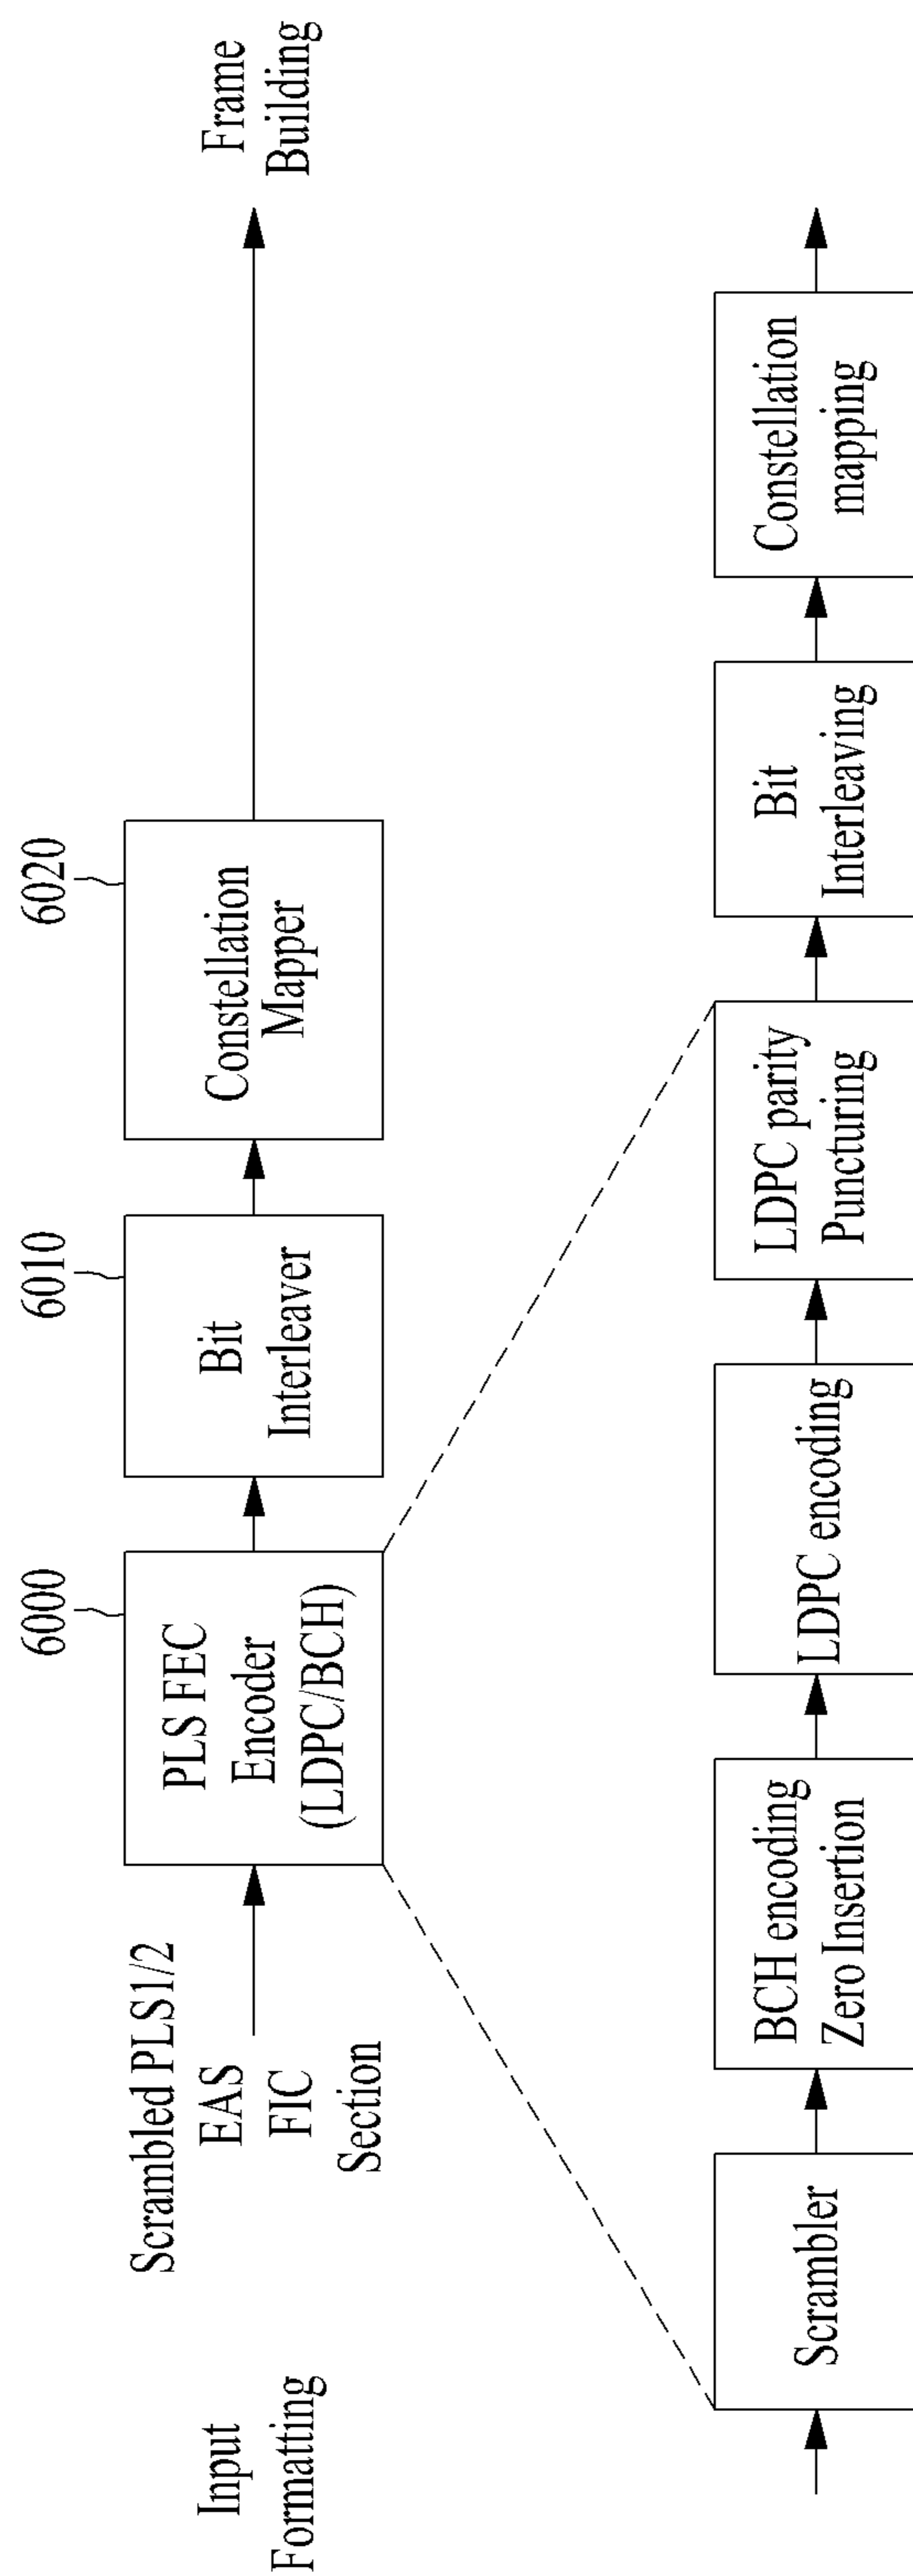 Input
Formatting
Scrambled PLS1/2
EAS
FIC
Section
6000
PLS FEC
Encoder
(LDPC/BCH)
6010
Bit
Interleaver
6020
Constellation
Mapper
Frame
Building
Scrambler
BCH encoding
Zero Insertion
LDPC encoding
LDPC parity
Puncturing
Bit
Interleaving
Constellation
mapping